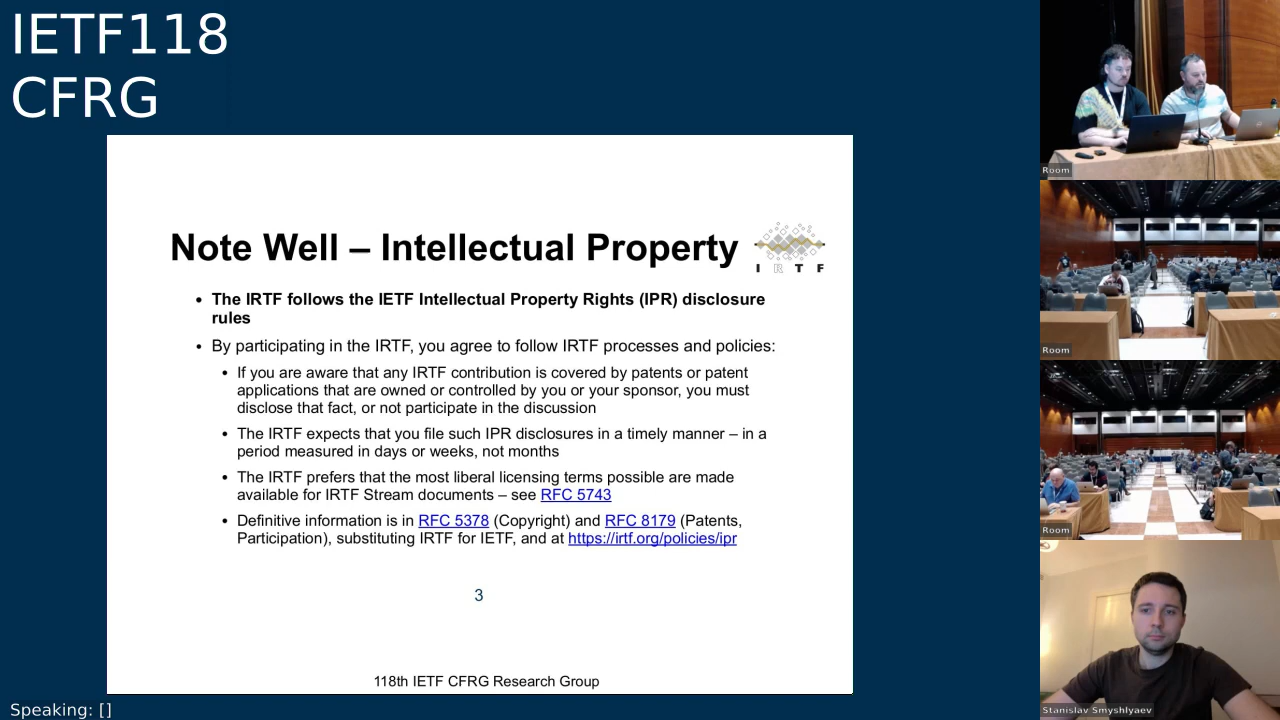 IETF118
CFRG
Note Well – Intellectual Property
I R T F
• The IRTF follows the IETF Intellectual Property Rights (IPR) disclosure
rules
• By participating in the IRTF, you agree to follow IRTF processes and policies:
• If you are aware that any IRTF contribution is covered by patents or patent
applications that are owned or controlled by you or your sponsor, you must
disclose that fact, or not participate in the discussion
• The IRTF expects that you file such IPR disclosures in a timely manner – in a
period measured in days or weeks, not months
• The IRTF prefers that the most liberal licensing terms possible are made
available for IRTF Stream documents – see RFC 5743
• Definitive information is in RFC 5378 (Copyright) and RFC 8179 (Patents,
Participation), substituting IRTF for IETF, and at https://irtf.org/policies/ipr
3
118th IETF CFRG Research Group
Speaking: []
Room
Room
Room
Stanislav Smyshlyaev